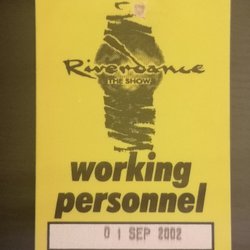 Riverdance
THE SHOW
working
personnel
01 SEP 2002